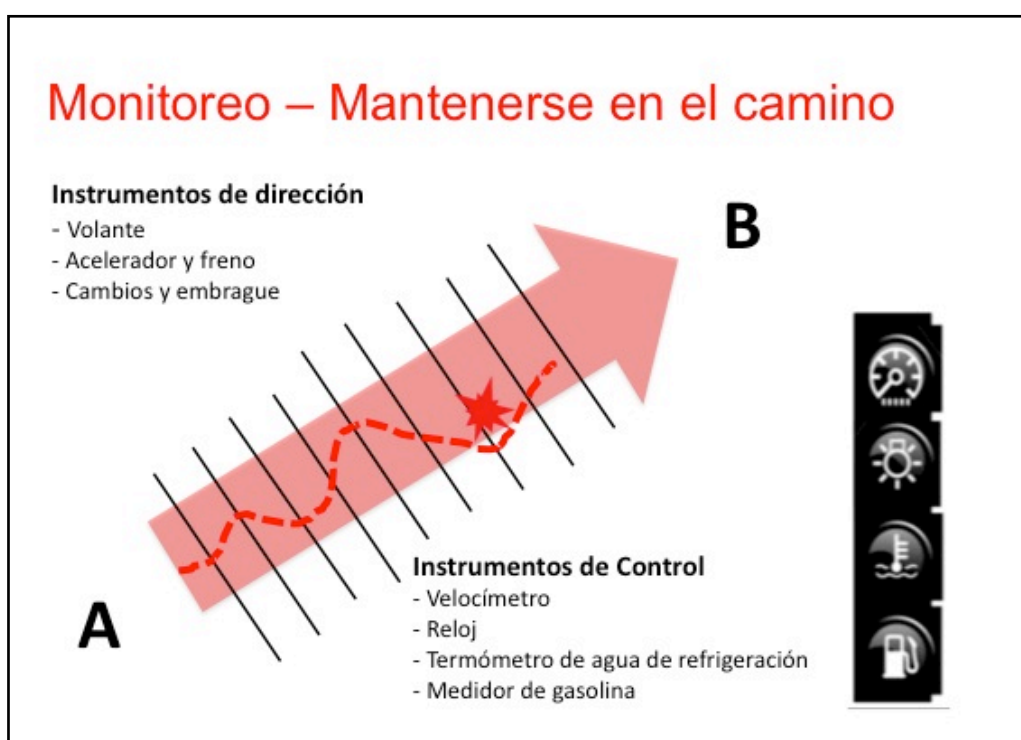 Monitoreo – Mantenerse en el camino
Instrumentos de dirección
- Volante
- Acelerador y freno
- Cambios y embrague
B
A
Instrumentos de Control
- Velocímetro
- Reloj
- Termómetro de agua de refrigeración
- Medidor de gasolina